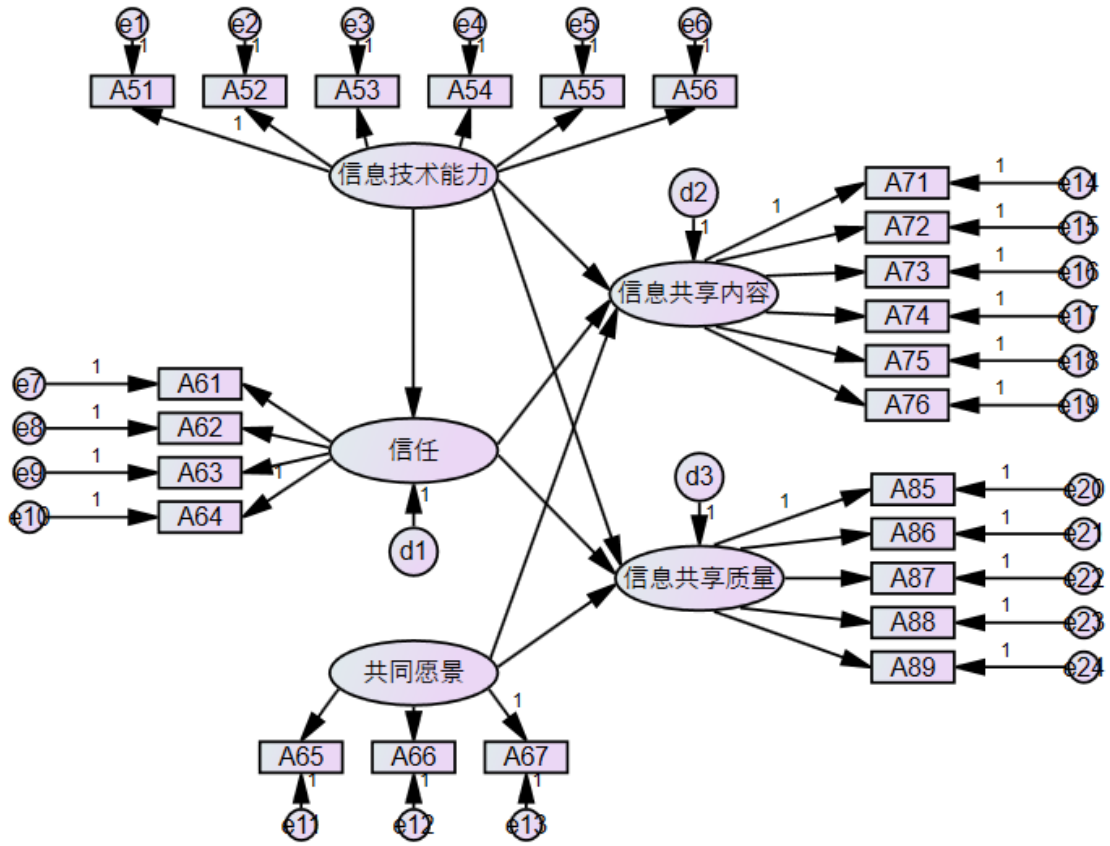 e1 e2 e3 e4 e5 e6
1 1 1 1 1 1
A51 A52 A53 A54 A55 A56
1
信息技术能力
d2
1
信息共享内容
1
A71 1 e14
A72 1 e15
A73 1 e16
A74 1 e17
A75 1 e18
A76 1 e19
e7 1 A61
e8 1 A62
e9 1 A63
e10 1 A64
1
信任
1
d1
d3
1
信息共享质量
1
A85 1 e20
A86 1 e21
A87 1 e22
A88 1 e23
A89 1 e24
共同愿景
1
A65 A66 A67
1 1 1
e11 e12 e13